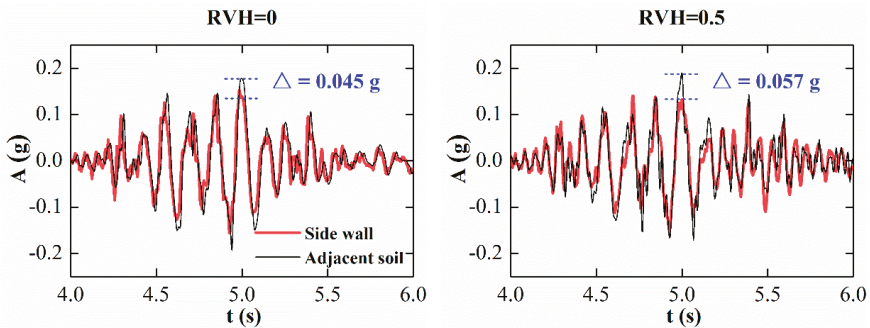 RVH=0
A (g)
0.2
0.1
0.0
-0.1
-0.2
△ = 0.045 g
Side wall
Adjacent soil
4.0 4.5 5.0 5.5 6.0
t (s)
RVH=0.5
A (g)
0.2
0.1
0.0
-0.1
-0.2
△ = 0.057 g
4.0 4.5 5.0 5.5 6.0
t (s)